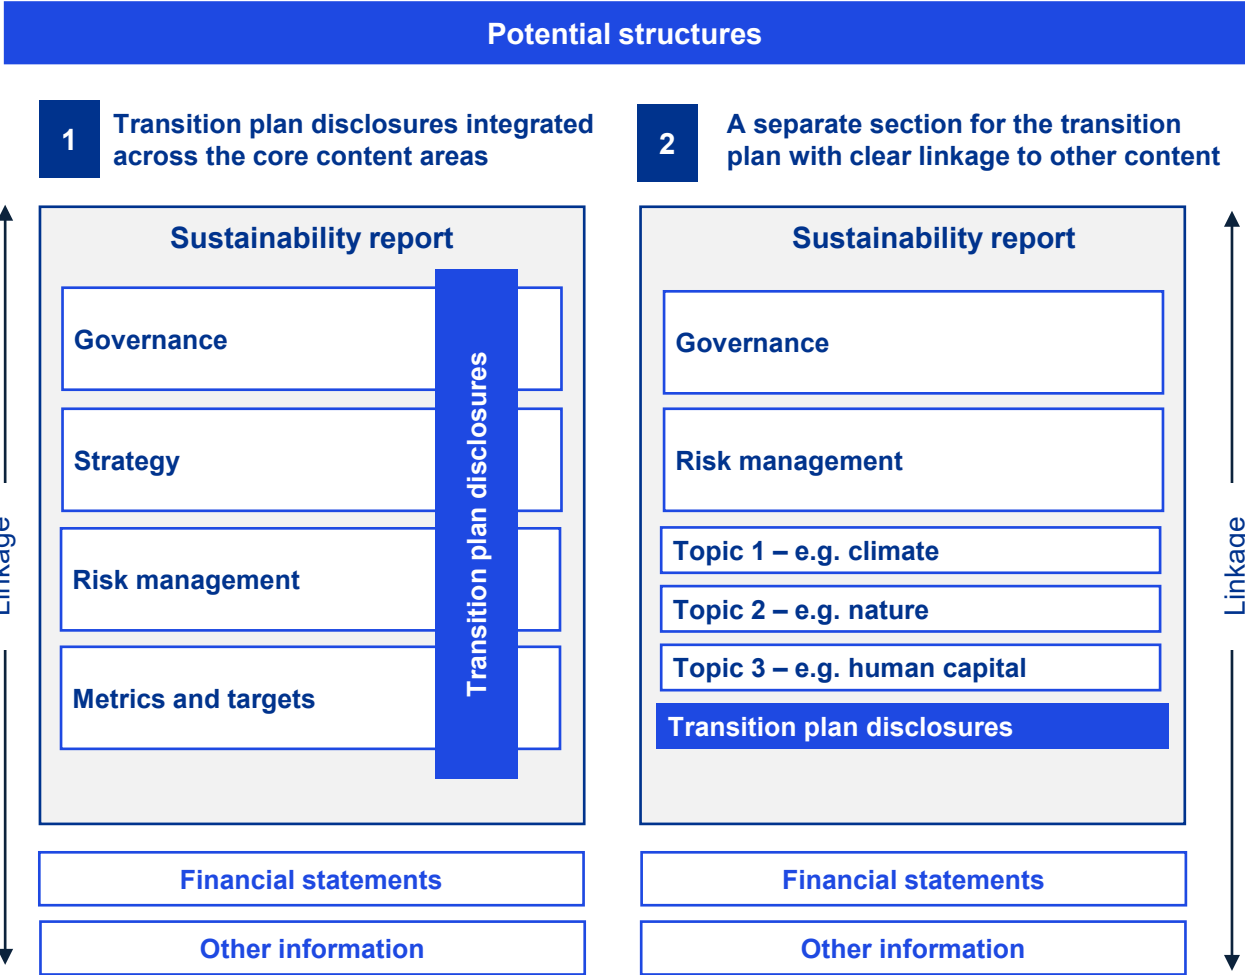 Potential structures
1
Transition plan disclosures integrated
across the core content areas
Sustainability report
Governance
Strategy
Risk management
Metrics and targets
Transition plan disclosures
Financial statements
Other information
Linkage
2
A separate section for the transition
plan with clear linkage to other content
Sustainability report
Governance
Risk management
Topic 1 – e.g. climate
Topic 2 – e.g. nature
Topic 3 – e.g. human capital
Transition plan disclosures
Financial statements
Other information
Linkage